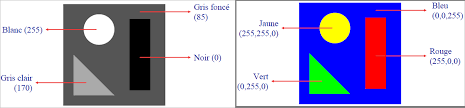 Gris foncé
(85)
Blanc (255)
Noir (0)
Gris clair
(170)
Bleu
(0,0,255)
Jaune
(255,255,0)
Rouge
(255,0,0)
Vert
(0,255,0)